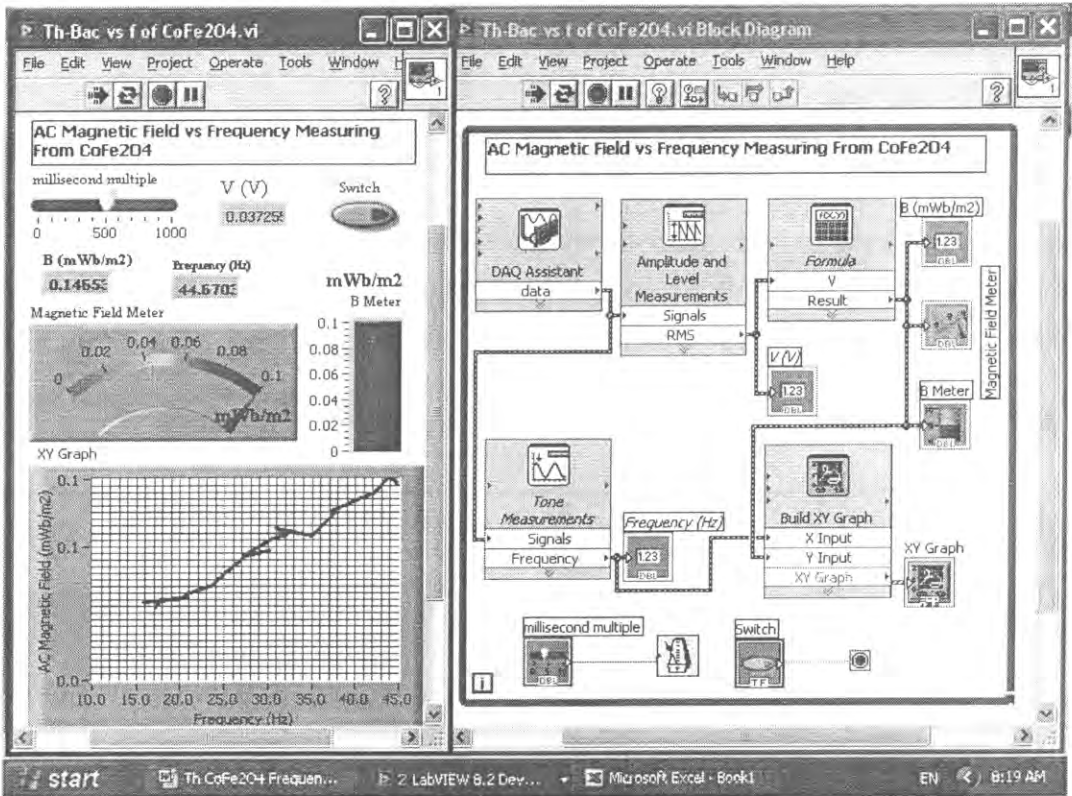 Th-Bac vs f of CoFe2O4.vi
File Edit View Project Operate Tools Window H
1
AC Magnetic Field vs Frequency Measuring
From CoFe2O4
millisecond multiple
V (V)
Switch
0.03725
0 500 1000
B (mWb/m2)
Frequency (Hz)
mWb/m2
0.1465
44.670
B Meter
Magnetic Field Meter
0 0.02 0.04 0.06 0.08 0.1
mWb/m2
0.1
0.08
0.06
0.04
0.02
0
XY Graph
AC Magnetic Field (mWb/m2)
0.1
0.1
0.0
10.0 15.0 20.0 25.0 30.0 35.0 40.0 45.0
Frequency (Hz)
Th-Bac vs f of CoFe2O4.vi Block Diagram
File Edit View Project Operate Tools Window Help
1
AC Magnetic Field vs Frequency Measuring From CoFe2O4
DAQ Assistant
data
Amplitude and
Level
Measurements
Signals
RMS
f(x,y)
Formula
V
Result
B (mWb/m2)
1.23
DBL
DBL
Magnetic Field Meter
V (V)
1.23
DBL
B Meter
DBL
Tone
Measurements
Signals
Frequency
Frequency (Hz)
1.23
DBL
Build XY Graph
X Input
Y Input
XY Graph
XY Graph
millisecond multiple
DBL
Switch
TF
i
start
Th CoFe2O4 Frequen...
2 LabVIEW 8.2 Dev...
Microsoft Excel - Book1
EN
8:19 AM